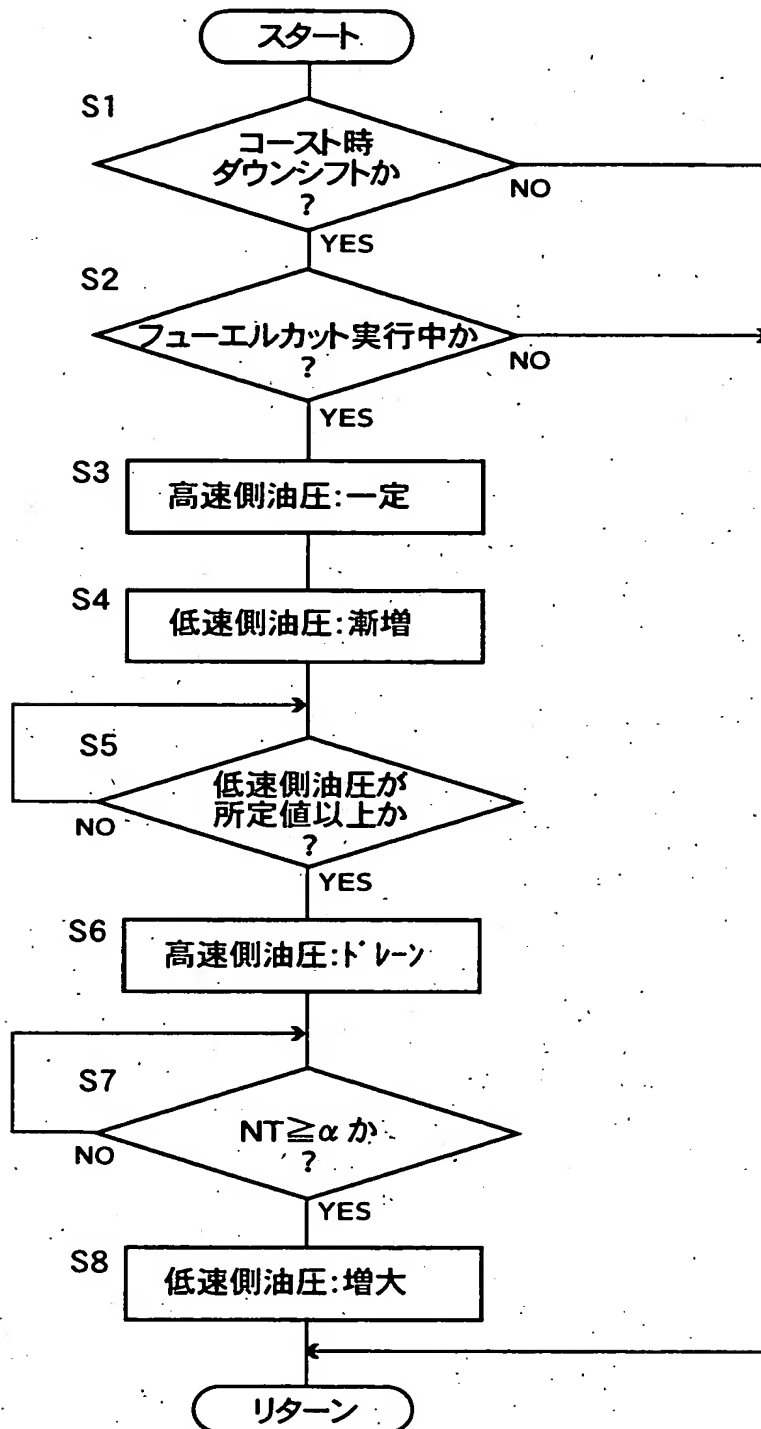 スタート
S1
コースト時
ダウンシフトか
?
NO
YES
S2
フューエルカット実行中か
?
NO
YES
S3
高速側油圧:一定
S4
低速側油圧:漸増
S5
低速側油圧が
所定値以上か
?
NO
YES
S6
高速側油圧:ドレーン
S7
NT≧αか
?
NO
YES
S8
低速側油圧:増大
リターン